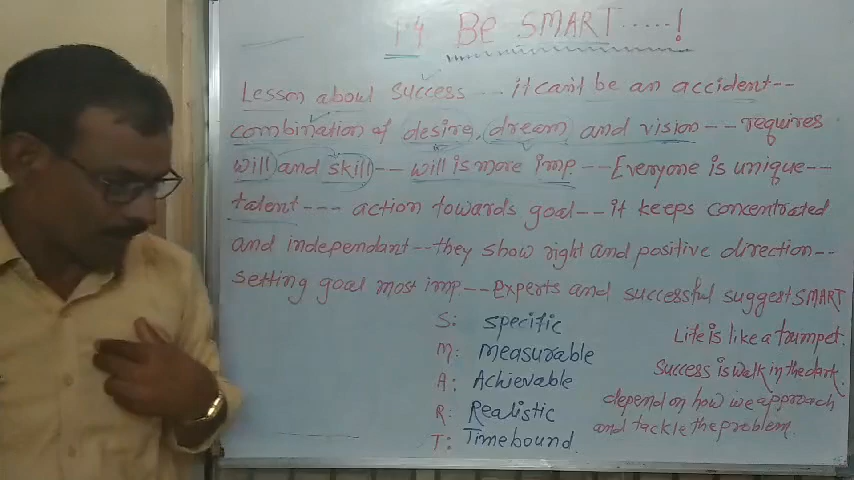 1.4 Be SMART.....!
Lesson about success ... it can't be an accident--
combination of desire, dream and vision -- requires
will and skill -- will is more imp -- Everyone is unique --
talent --- action towards goal -- it keeps concentrated
and independant -- they show right and positive direction --
setting goal most imp -- Experts and successful suggest SMART
S: specific
M: Measurable
A: Achievable
R: Realistic
T: Timebound
Life is like a trumpet.
Success is walk in the dark.
depend on how we approach
and tackle the problem.